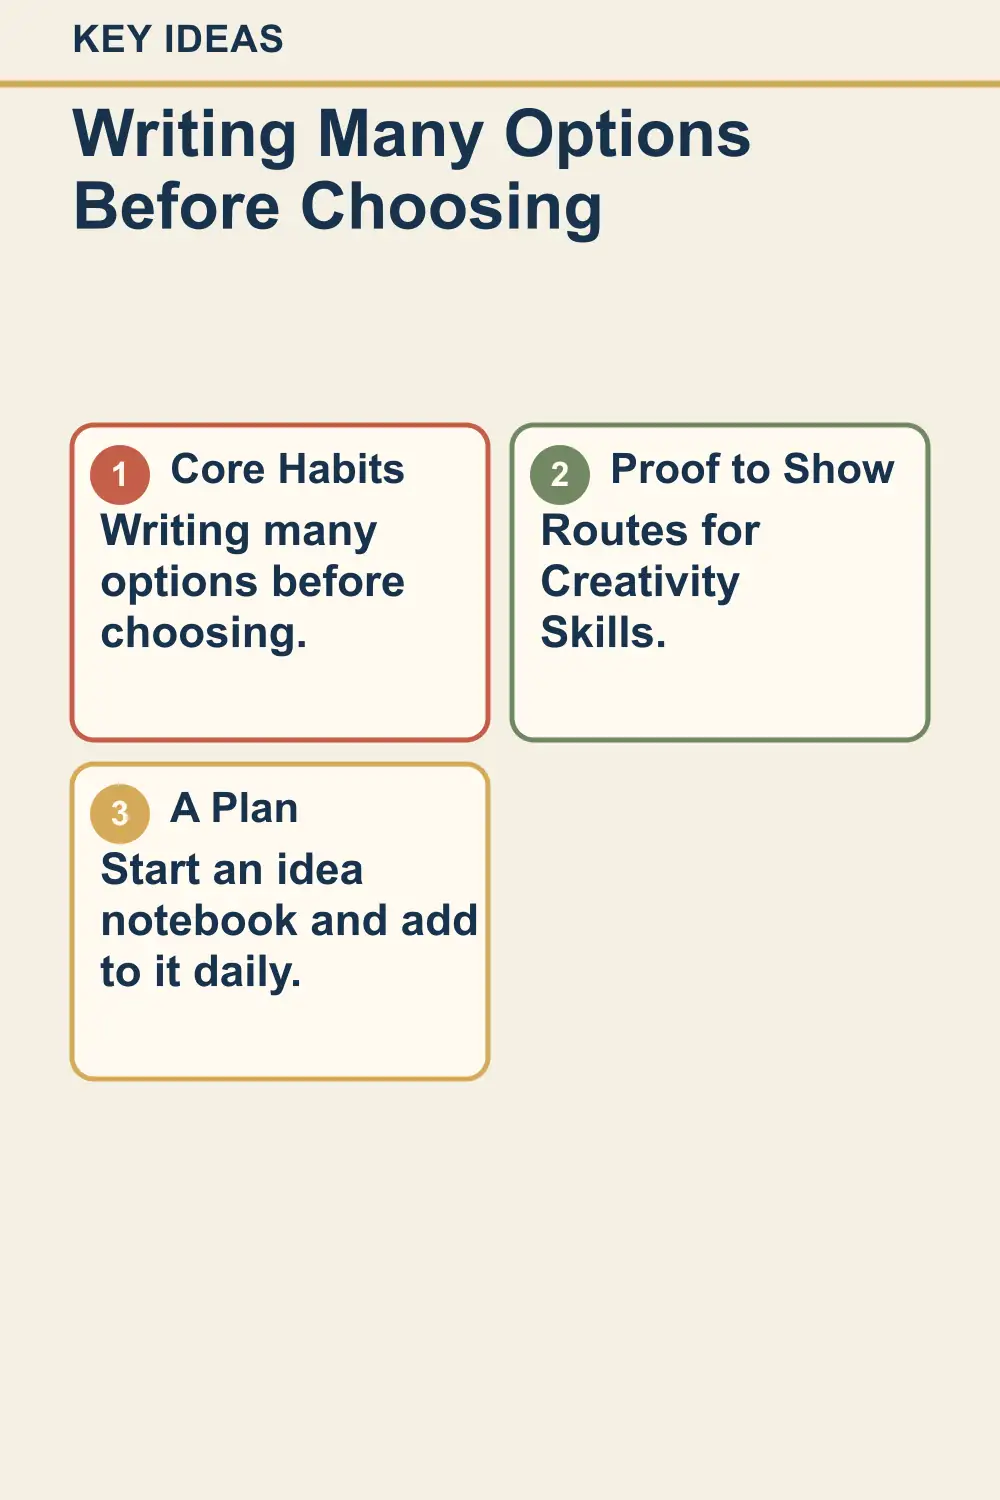 KEY IDEAS
Writing Many Options
Before Choosing
1 Core Habits
Writing many
options before
choosing.
2 Proof to Show
Routes for
Creativity
Skills.
3 A Plan
Start an idea
notebook and add
to it daily.